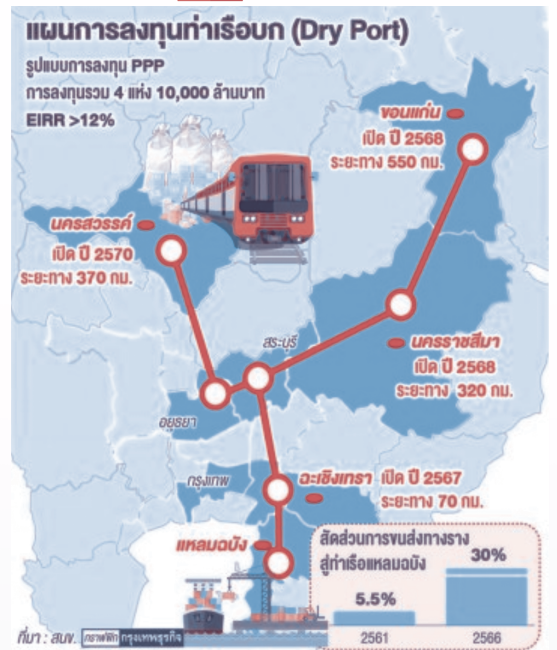 แผนการลงทุนท่าเรือบก (Dry Port)
รูปแบบการลงทุน PPP
การลงทุนรวม 4 แห่ง 10,000 ล้านบาท
EIRR >12%
ขอนแก่น
เปิด ปี 2568
ระยะทาง 550 กม.
นครสวรรค์
เปิด ปี 2570
ระยะทาง 370 กม.
สระบุรี
นครราชสีมา
เปิด ปี 2568
ระยะทาง 320 กม.
อยุธยา
กรุงเทพ
ฉะเชิงเทรา เปิด ปี 2567
ระยะทาง 70 กม.
แหลมฉบัง
สัดส่วนการขนส่งทางราง
สู่ท่าเรือแหลมฉบัง
30%
5.5%
2561 2566
ที่มา : สนข. กราฟฟิก กรุงเทพธุรกิจ